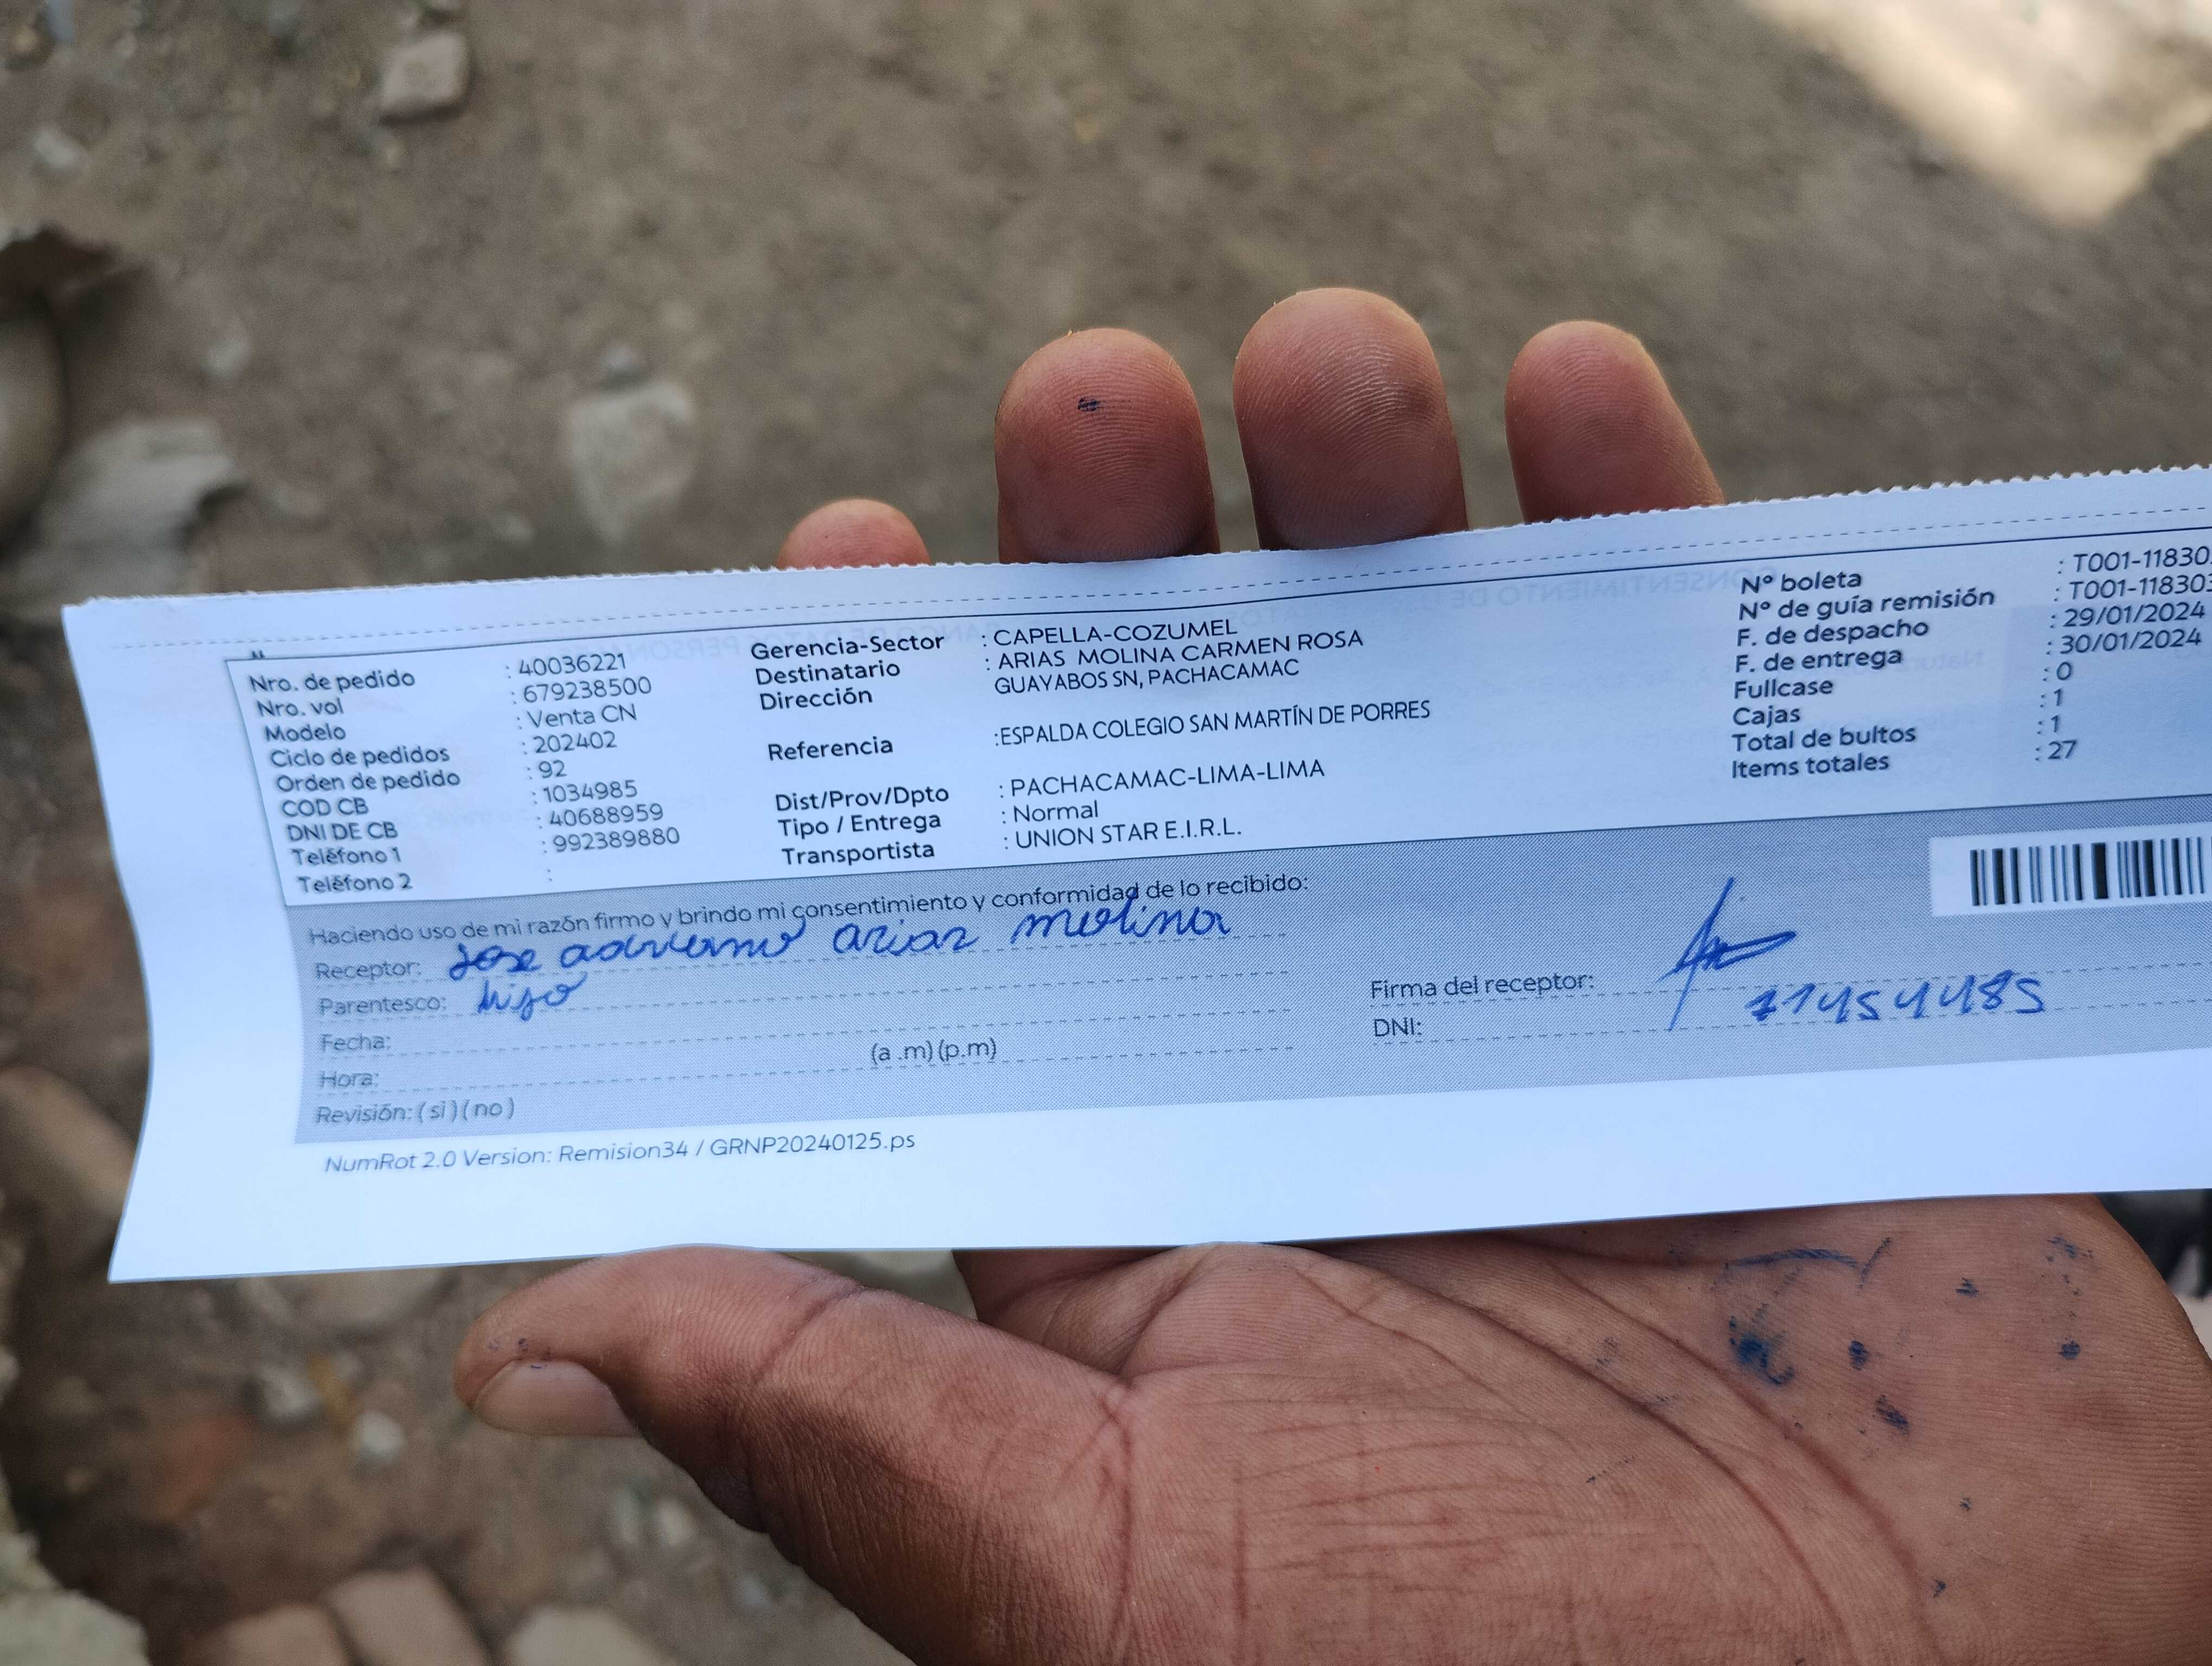 Nro. de pedido : 40036221
Nro. vol : 679238500
Modelo : Venta CN
Ciclo de pedidos : 202402
Orden de pedido : 92
COD CB : 1034985
DNI DE CB : 40688959
Teléfono 1 : 992389880
Teléfono 2 :
Gerencia-Sector : CAPELLA-COZUMEL
Destinatario : ARIAS MOLINA CARMEN ROSA
Dirección GUAYABOS SN, PACHACAMAC
Referencia :ESPALDA COLEGIO SAN MARTÍN DE PORRES
Dist/Prov/Dpto : PACHACAMAC-LIMA-LIMA
Tipo / Entrega : Normal
Transportista : UNION STAR E.I.R.L.
N° boleta : T001-11830
N° de guía remisión : T001-11830
F. de despacho : 29/01/2024
F. de entrega : 30/01/2024
Fullcase : 0
Cajas : 1
Total de bultos : 1
Items totales : 27
Haciendo uso de mi razón firmo y brindo mi consentimiento y conformidad de lo recibido:
Receptor: Jose adriano arias molina
Parentesco: hijo
Fecha:
Hora: (a .m) (p.m)
Revisión: ( si ) ( no )
Firma del receptor:
DNI: 71454485
NumRot 2.0 Version: Remision34 / GRNP20240125.ps